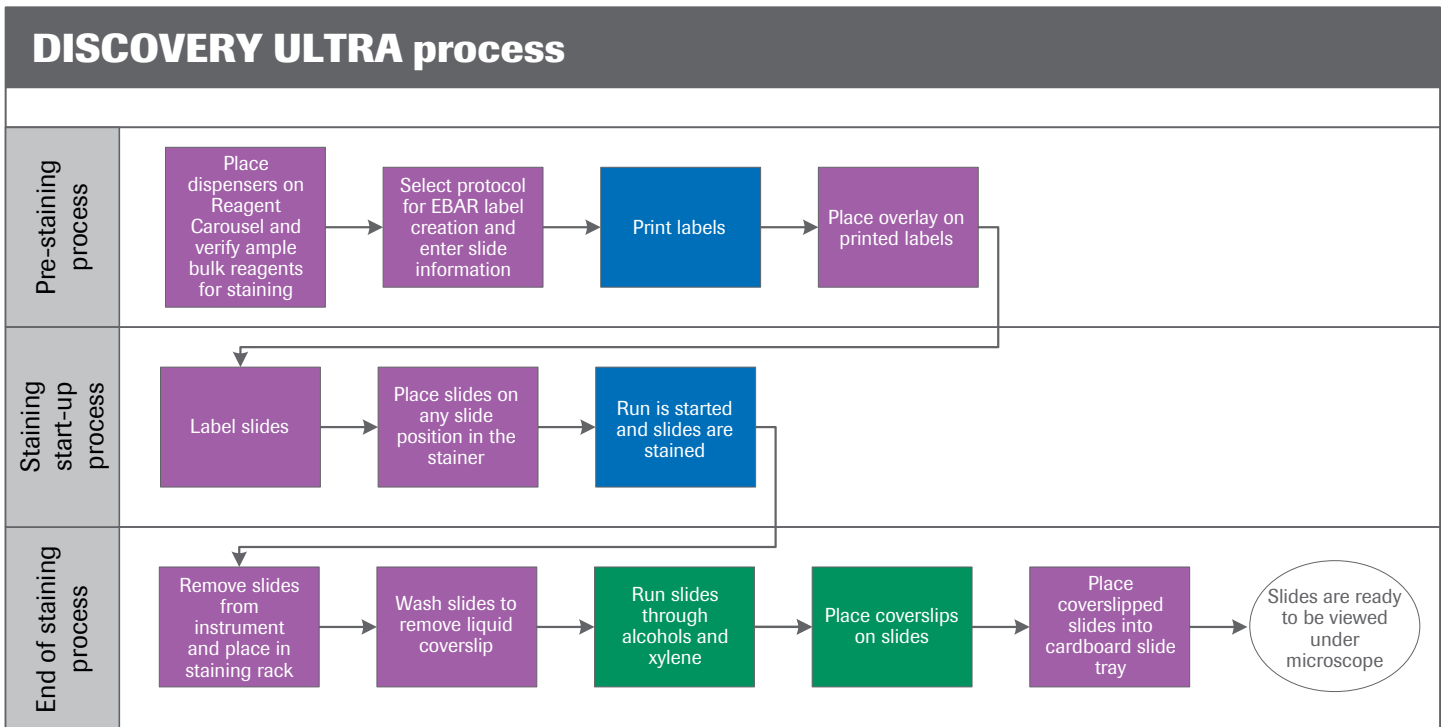 DISCOVERY ULTRA process
Pre-staining
process
Place
dispensers on
Reagent
Carousel and
verify ample
bulk reagents
for staining
Select protocol
for EBAR label
creation and
enter slide
information
Print labels
Place overlay on
printed labels
Staining
start-up
process
Label slides
Place slides on
any slide
position in the
stainer
Run is started
and slides are
stained
End of staining
process
Remove slides
from
instrument
and place in
staining rack
Wash slides to
remove liquid
coverslip
Run slides
through
alcohols and
xylene
Place coverslips
on slides
Place
coverslipped
slides into
cardboard slide
tray
Slides are ready
to be viewed
under
microscope